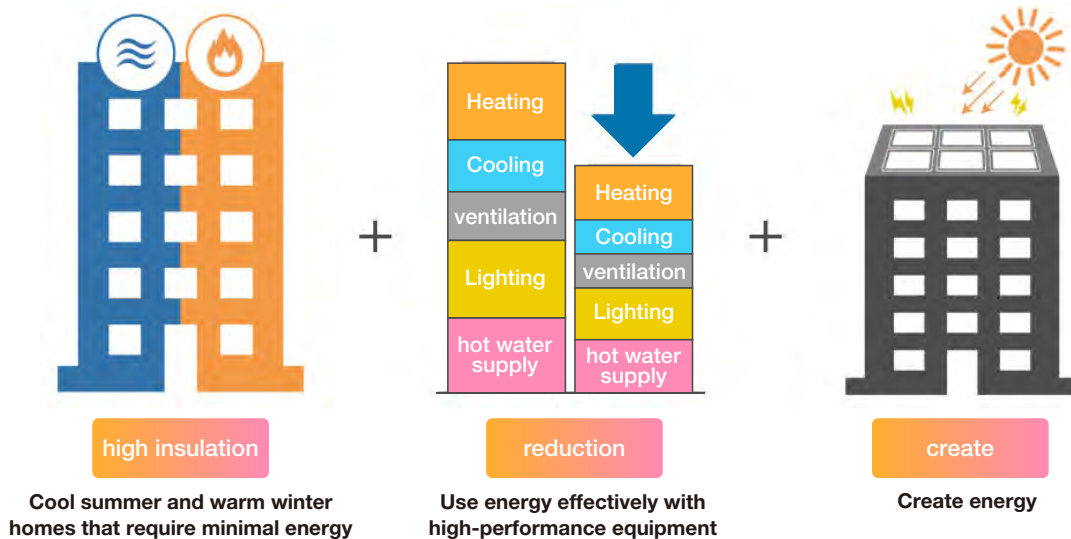 Heating
Cooling
ventilation
Lighting
hot water
supply
Heating
Cooling
ventilation
Lighting
hot water
supply
+
+
high insulation
reduction
create
Cool summer and warm winter
homes that require minimal energy
Use energy effectively with
high-performance equipment
Create energy